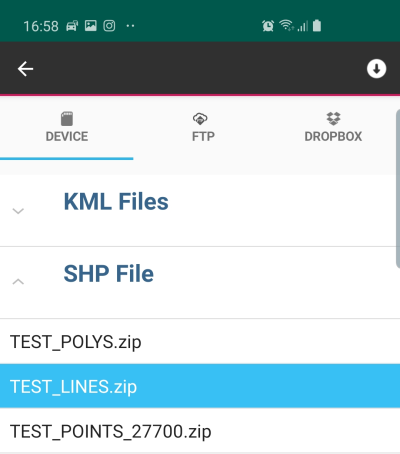 16:58
DEVICE
FTP
DROPBOX
KML Files
SHP File
TEST_POLYS.zip
TEST_LINES.zip
TEST_POINTS_27700.zip